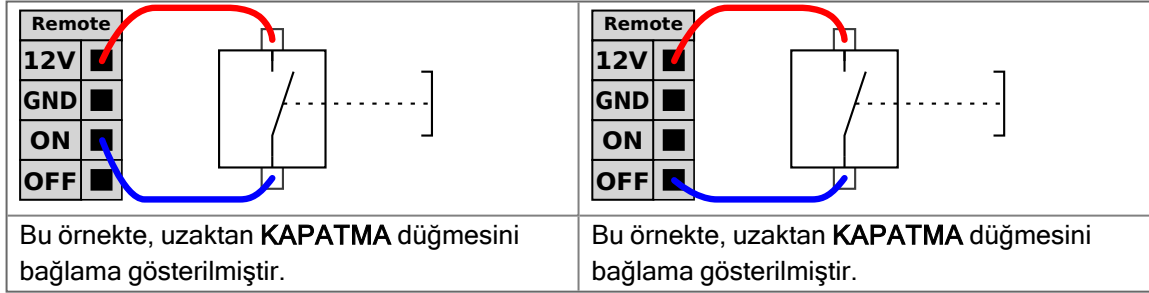 Remote
12V
GND
ON
OFF
Bu örnekte, uzaktan KAPATMA düğmesini
bağlama gösterilmiştir.
Remote
12V
GND
ON
OFF
Bu örnekte, uzaktan KAPATMA düğmesini
bağlama gösterilmiştir.